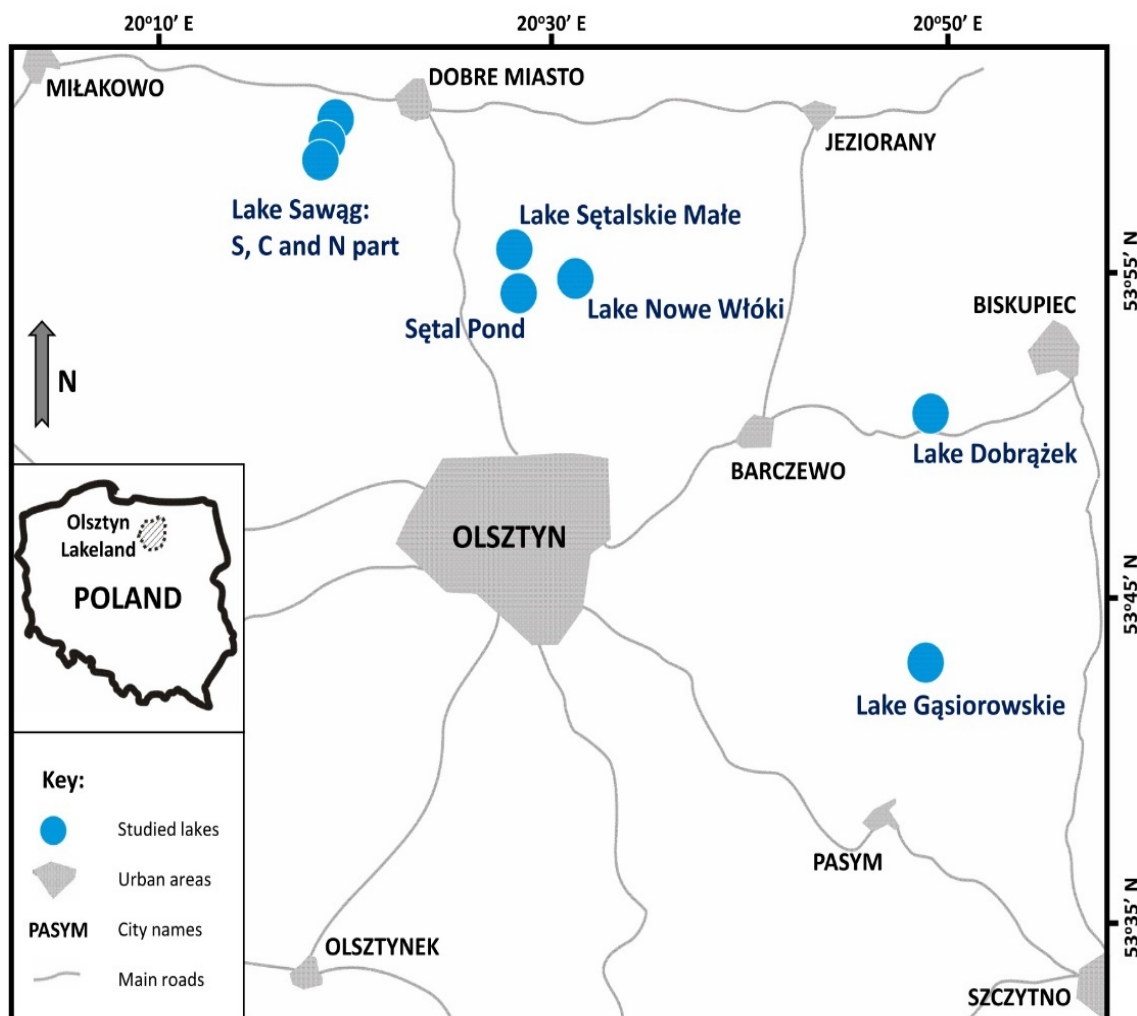 20°10′ E
20°30′ E
20°50′ E
MIŁAKOWO
DOBRE MIASTO
JEZIORANY
Lake Sawąg:
S, C and N part
Lake Sętalskie Małe
Lake Nowe Włóki
Sętal Pond
53°55′ N
BISKUPIEC
N
BARCZEWO
Lake Dobrążek
Olsztyn
Lakeland
POLAND
OLSZTYN
53°45′ N
Lake Gąsiorowskie
Key:
Studied lakes
Urban areas
PASYM
City names
Main roads
PASYM
53°35′ N
OLSZTYNEK
SZCZYTNO